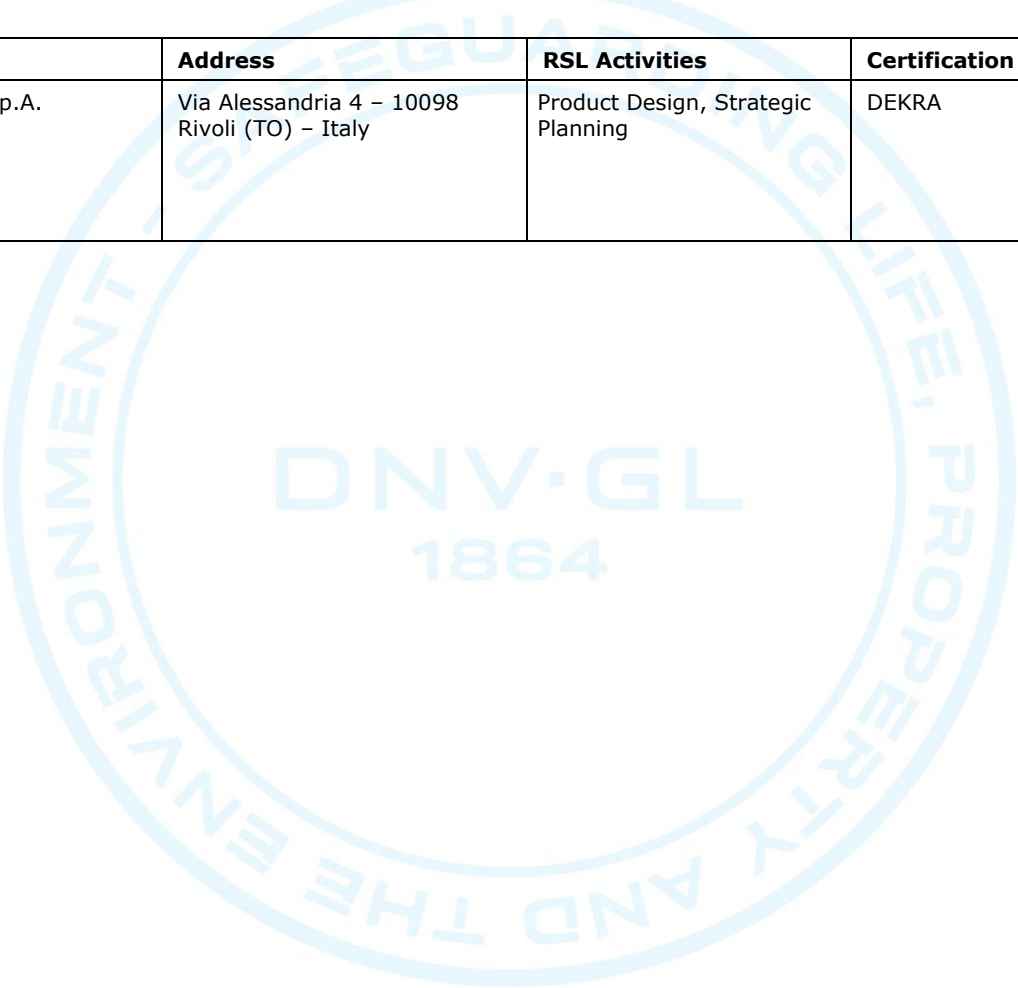 Address RSL Activities Certification
p.A. Via Alessandria 4 – 10098 Product Design, Strategic DEKRA
Rivoli (TO) – Italy Planning
SAFEGUARDING LIFE, PROPERTY AND THE ENVIRONMENT -
DNV·GL
1864